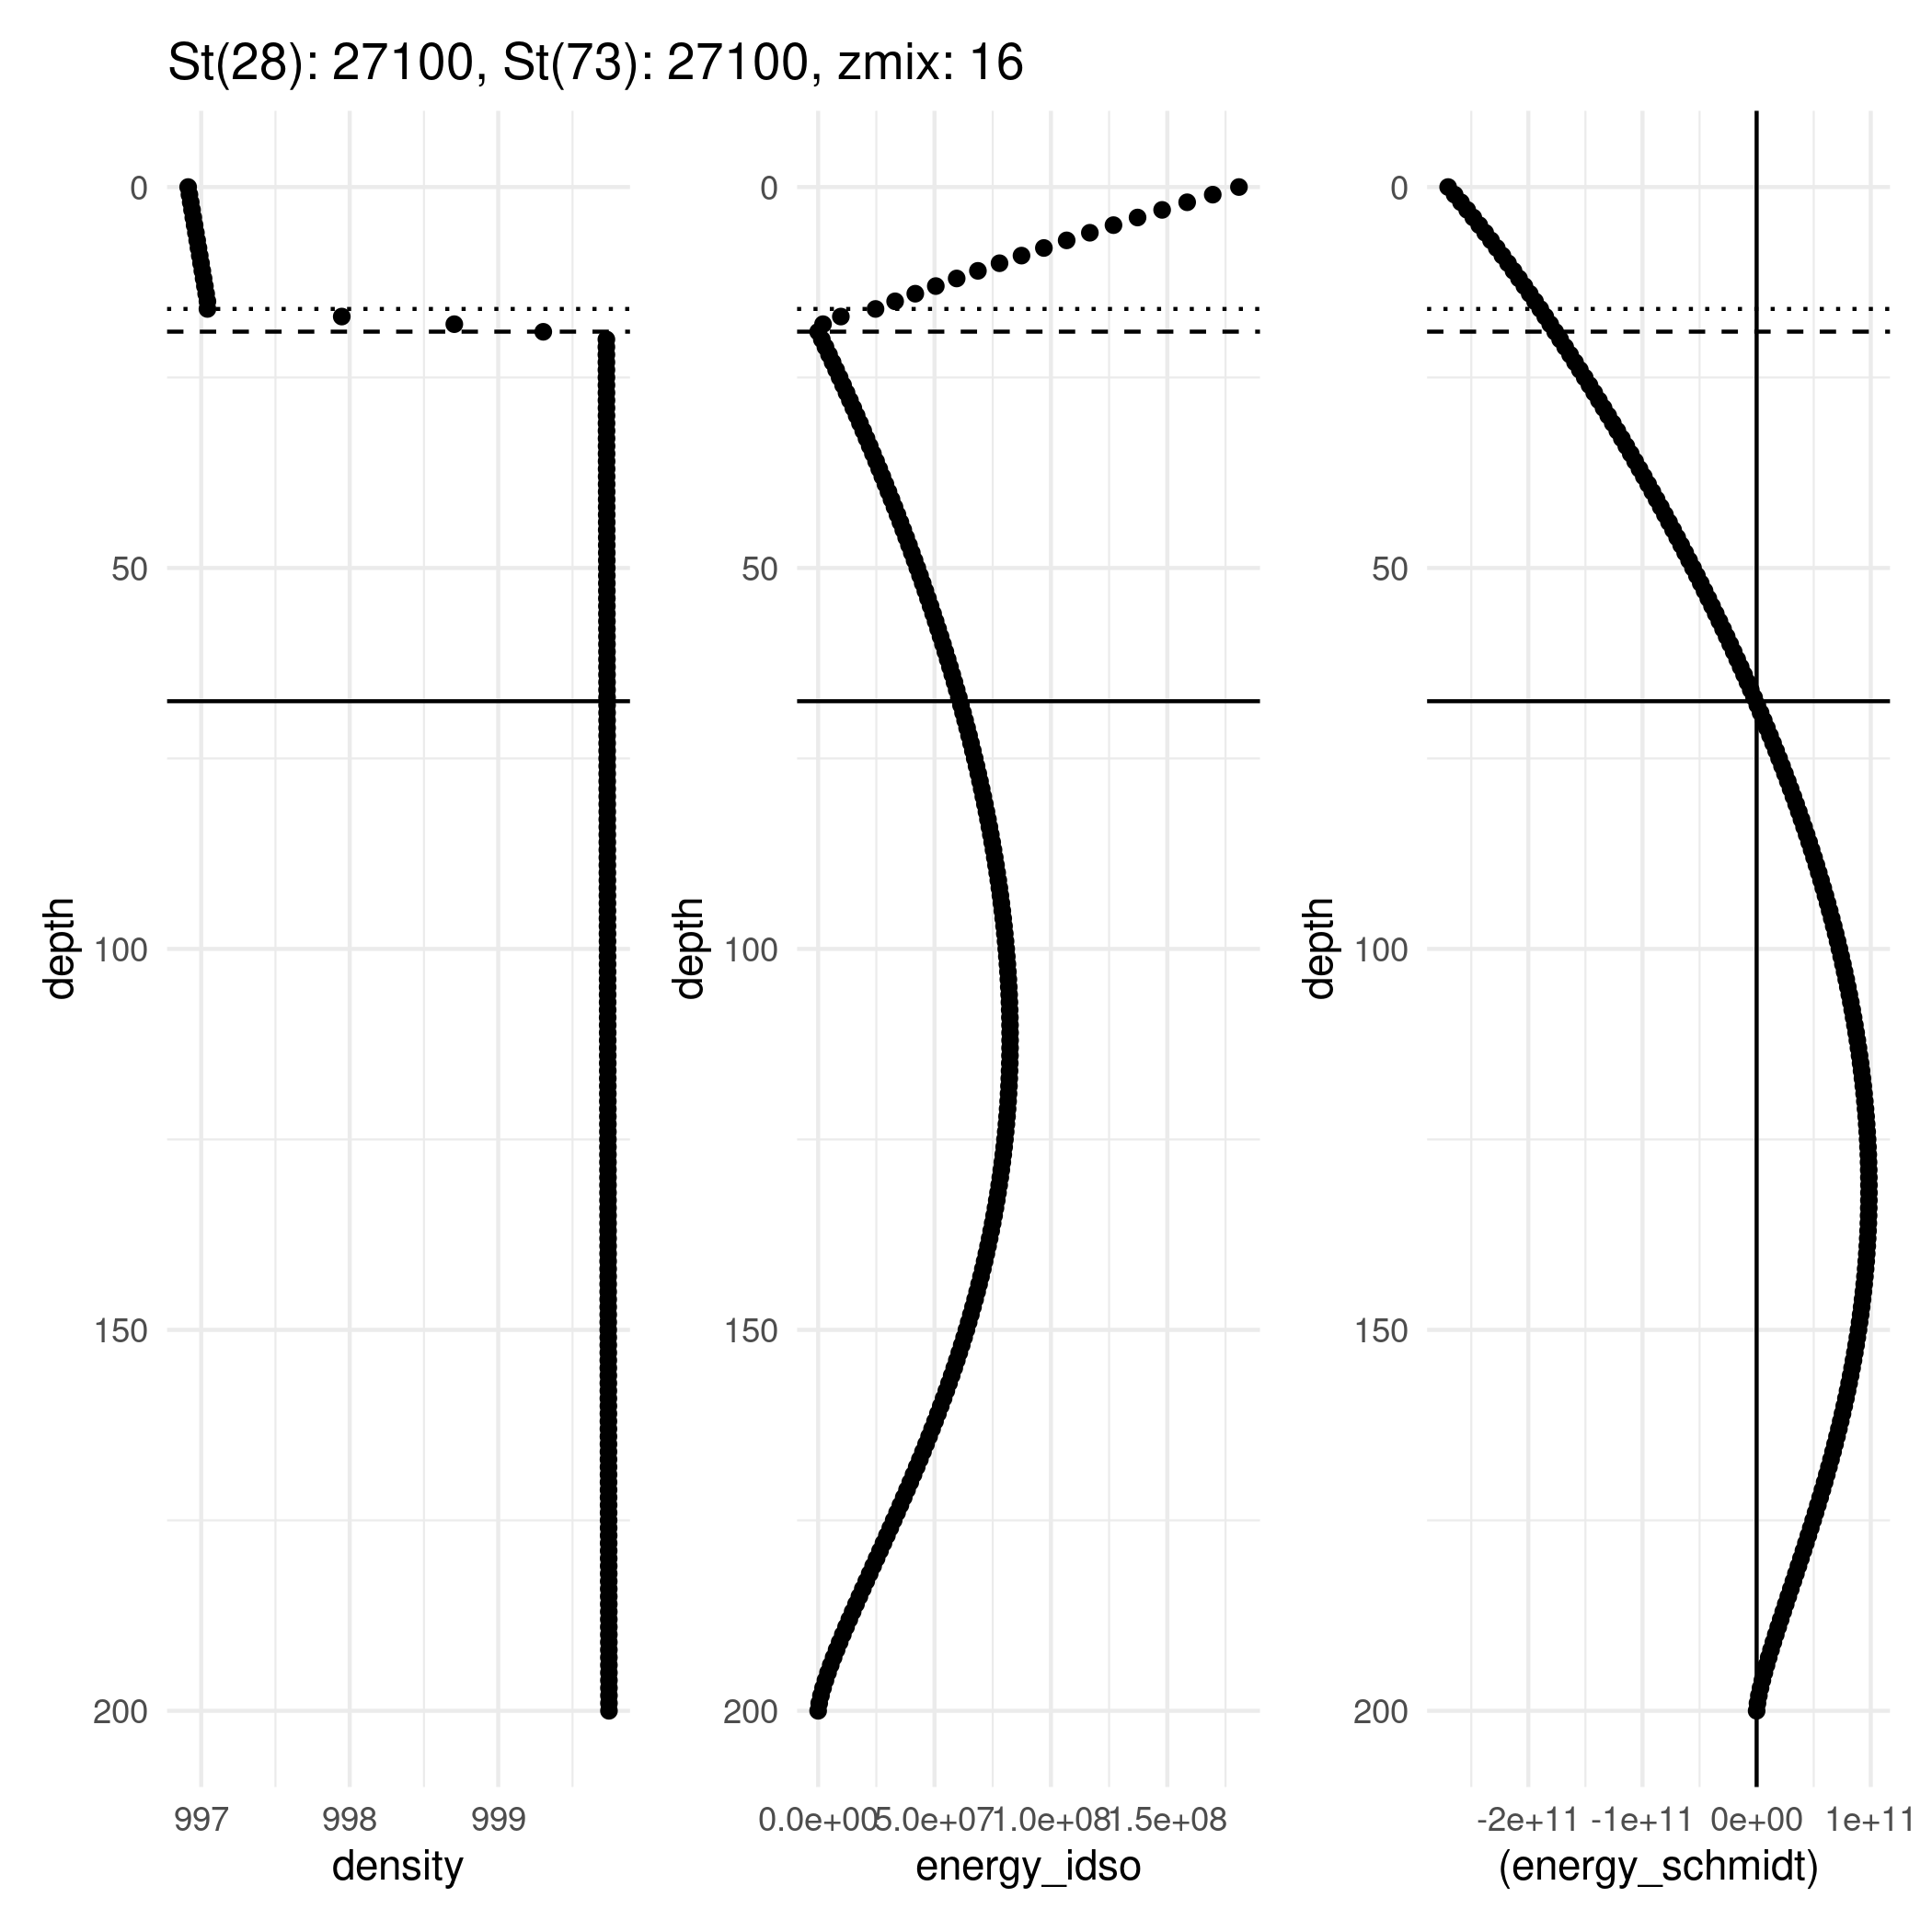 St(28): 27100, St(73): 27100, zmix: 16
0
50
100
150
200
depth
997 998 999
density
0
50
100
150
200
depth
0.0e+00 5.0e+07 1.0e+08 1.5e+08
energy_idso
0
50
100
150
200
depth
-2e+11 -1e+11 0e+00 1e+11
(energy_schmidt)